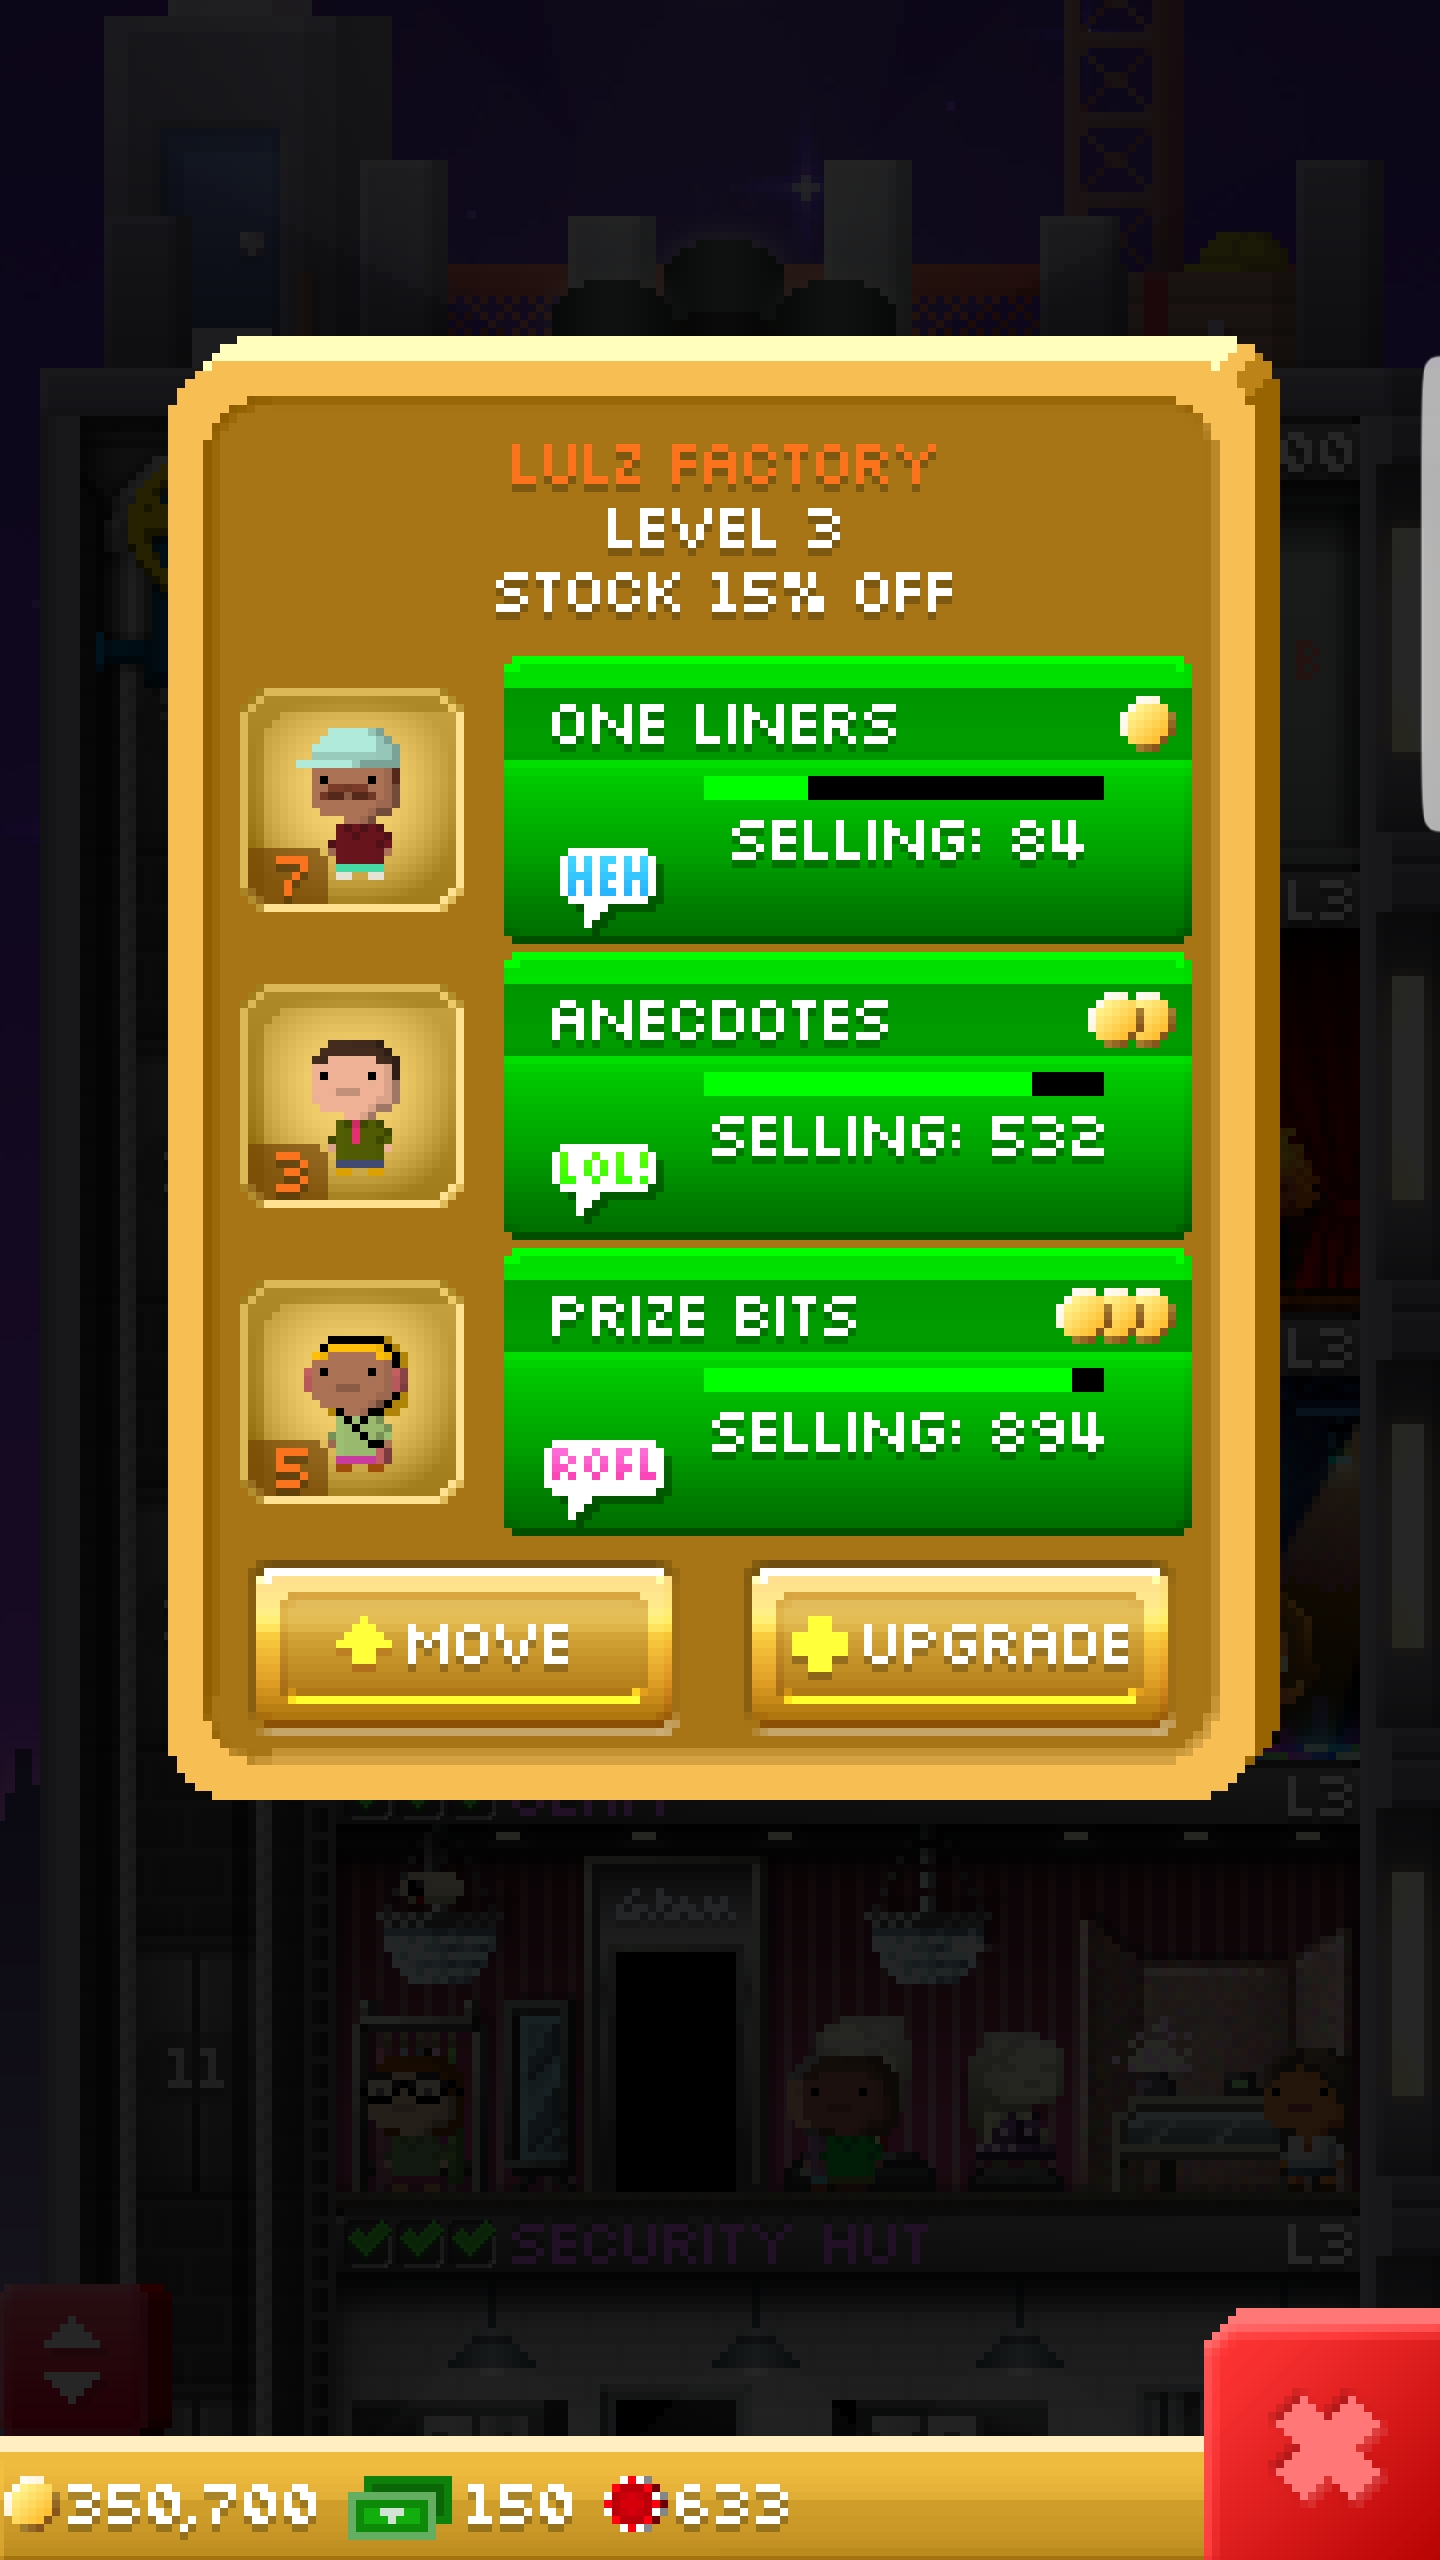 00
LULZ FACTORY
LEVEL 3
STOCK 15% OFF
ONE LINERS
SELLING: 84
HEH
7
L3
ANECDOTES
SELLING: 532
LOL!
3
PRIZE BITS
L3
SELLING: 894
ROFL
5
MOVE
UPGRADE
L3
11
SECURITY HUT
L3
350,700
150
633